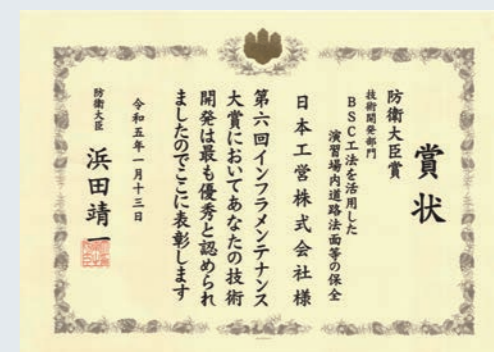 賞状
防衛大臣賞
技術開発部門
BSC工法を活用した
演習場内道路法面等の保全
日本工営株式会社様
第六回インフラメンテナンス
大賞においてあなたの技術
開発は最も優秀と認められ
ましたのでここに表彰します
令和五年一月十三日
防衛大臣 浜田靖一